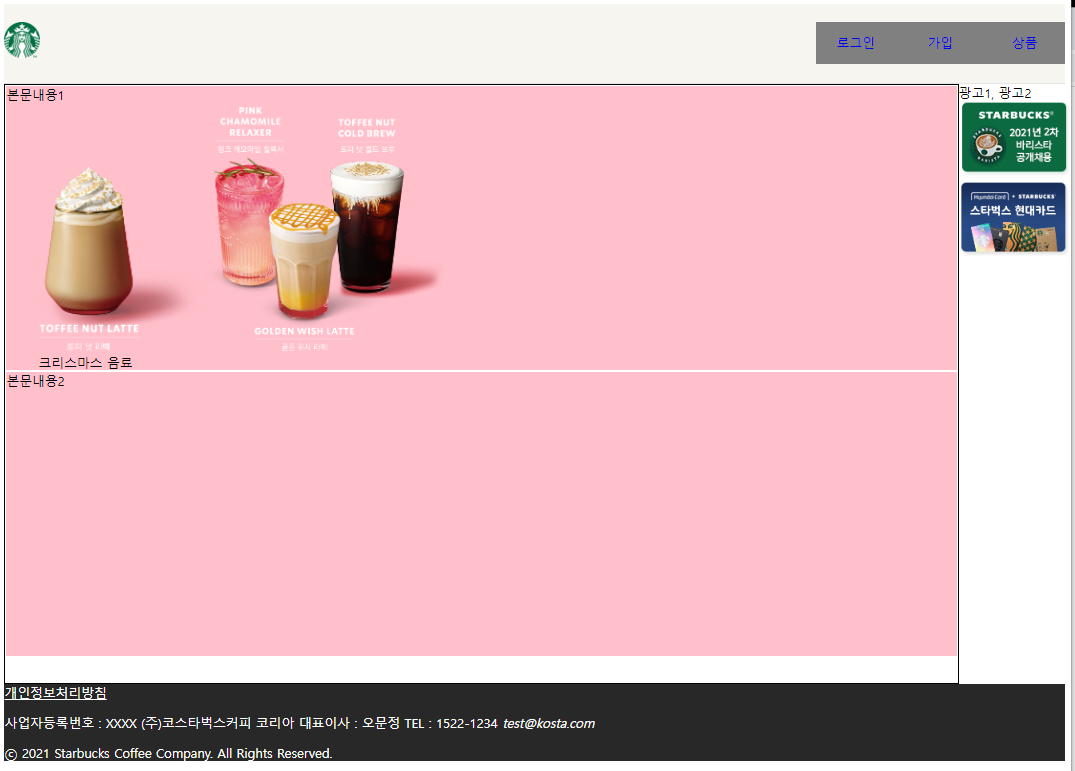 로그인 가입 상품
본문내용1
PINK
CHAMOMILE
RELAXER
핑크 캐모마일 릴렉서
TOFFEE NUT
COLD BREW
토피 넛 콜드 브루
TOFFEE NUT LATTE
토피 넛 라떼
GOLDEN WISH LATTE
골든 위시 라떼
크리스마스 음료
본문내용2
광고1, 광고2
STARBUCKS
2021년 2차
바리스타
공개채용
BARISTA
Hyundai Card + STARBUCKS
스타벅스 현대카드
개인정보처리방침
사업자등록번호 : XXXX (주)코스타벅스커피 코리아 대표이사 : 오문정 TEL : 1522-1234 test@kosta.com
© 2021 Starbucks Coffee Company. All Rights Reserved.